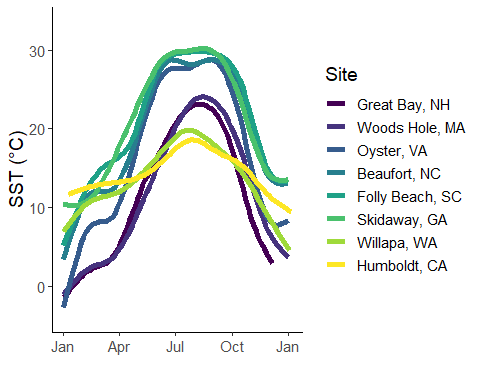 SST (°C)
30
20
10
0
Jan Apr Jul Oct Jan
Site
Great Bay, NH
Woods Hole, MA
Oyster, VA
Beaufort, NC
Folly Beach, SC
Skidaway, GA
Willapa, WA
Humboldt, CA